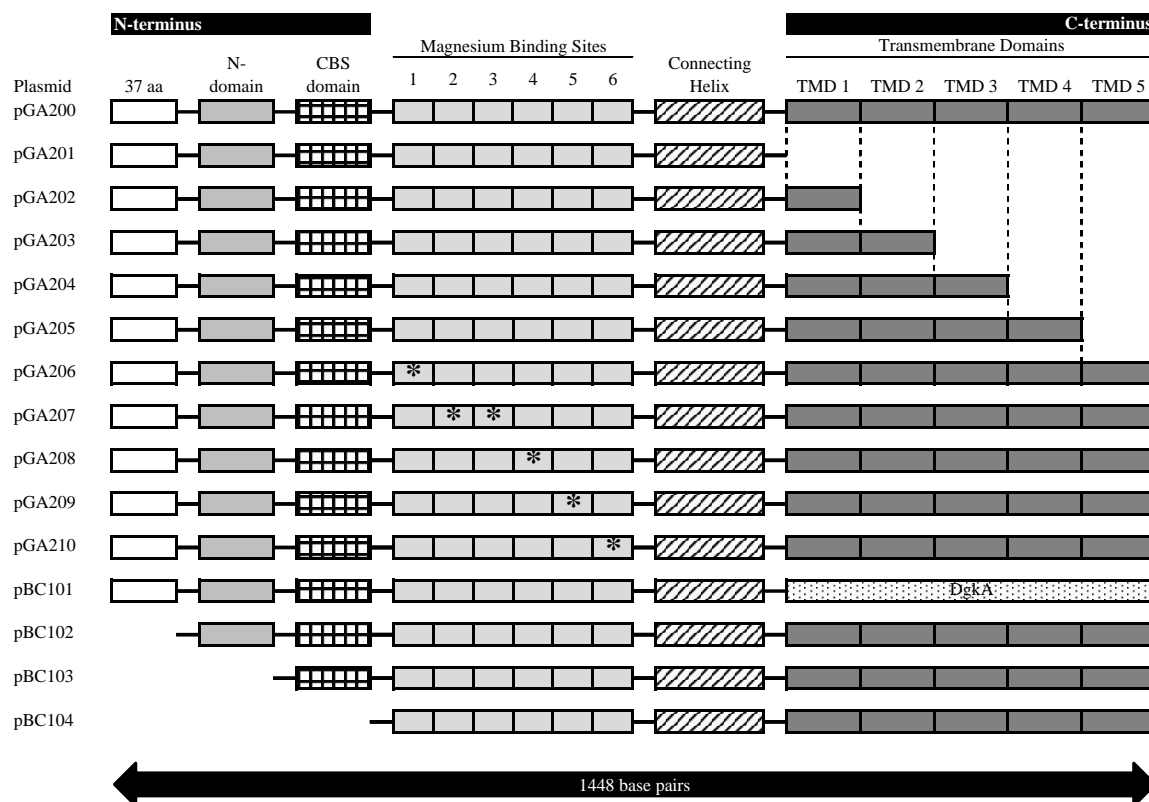 N-terminus
C-terminus
Magnesium Binding Sites
Transmembrane Domains
N-
domain
CBS
domain
Connecting
Helix
Plasmid
37 aa
1 2 3 4 5 6
TMD 1 TMD 2 TMD 3 TMD 4 TMD 5
pGA200
pGA201
pGA202
pGA203
pGA204
pGA205
pGA206
*
pGA207
* *
pGA208
*
pGA209
*
pGA210
*
pBC101
DgkA
pBC102
pBC103
pBC104
1448 base pairs